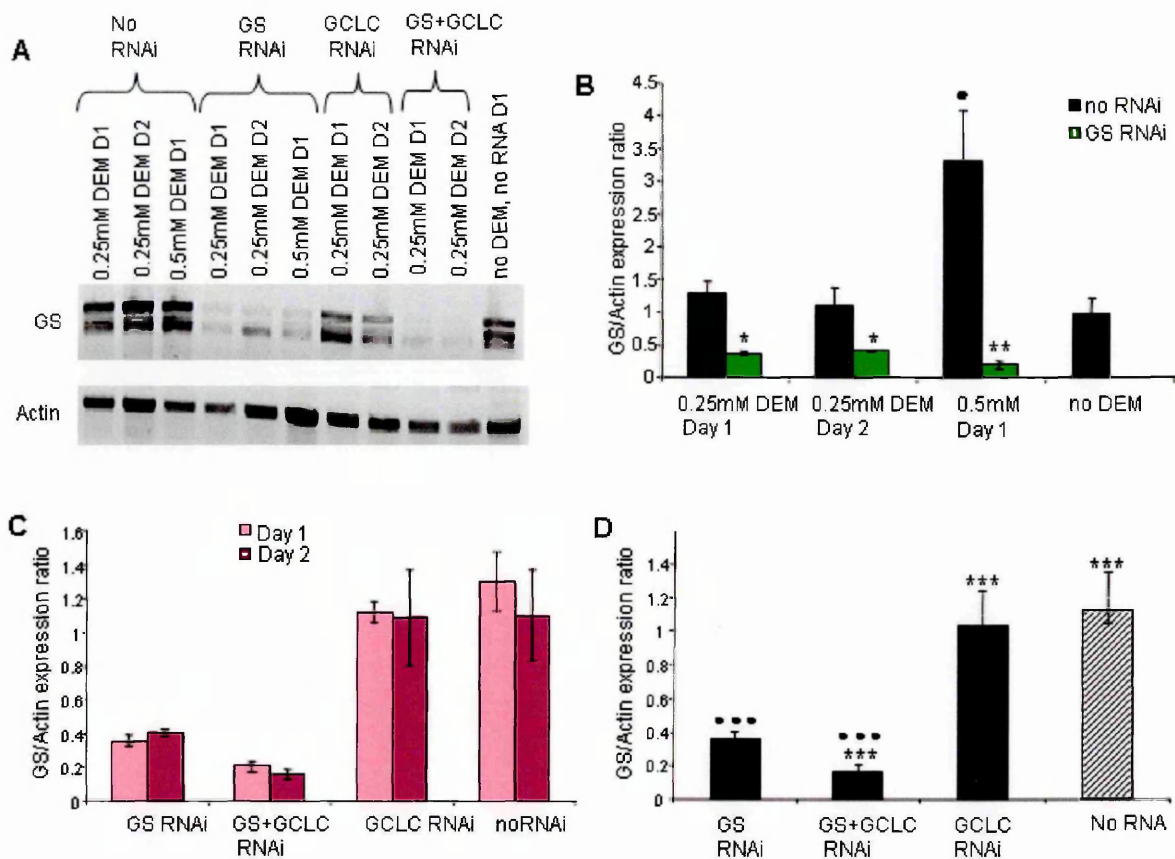 A
No
RNAi
GS
RNAi
GCLC
RNAi
GS+GCLC
RNAi
0.25mM DEM D1
0.25mM DEM D2
0.5mM DEM D1
0.25mM DEM D1
0.25mM DEM D2
0.5mM DEM D1
0.25mM DEM D1
0.25mM DEM D2
0.25mM DEM D1
0.25mM DEM D2
no DEM, no RNA D1
GS
Actin
B
GS/Actin expression ratio
4.5
4
3.5
3
2.5
2
1.5
1
0.5
0
•
no RNAi
GS RNAi
*
*
**
0.25mM DEM
Day 1
0.25mM DEM
Day 2
0.5mM
Day 1
no DEM
C
GS/Actin expression ratio
1.6
1.4
1.2
1
0.8
0.6
0.4
0.2
0
Day 1
Day 2
GS RNAi
GS+GCLC
RNAi
GCLC RNAi
noRNAi
D
GS/Actin expression ratio
1.4
1.2
1
0.8
0.6
0.4
0.2
0
•••
•••
***
***
***
GS
RNAi
GS+GCLC
RNAi
GCLC
RNAi
No RNA